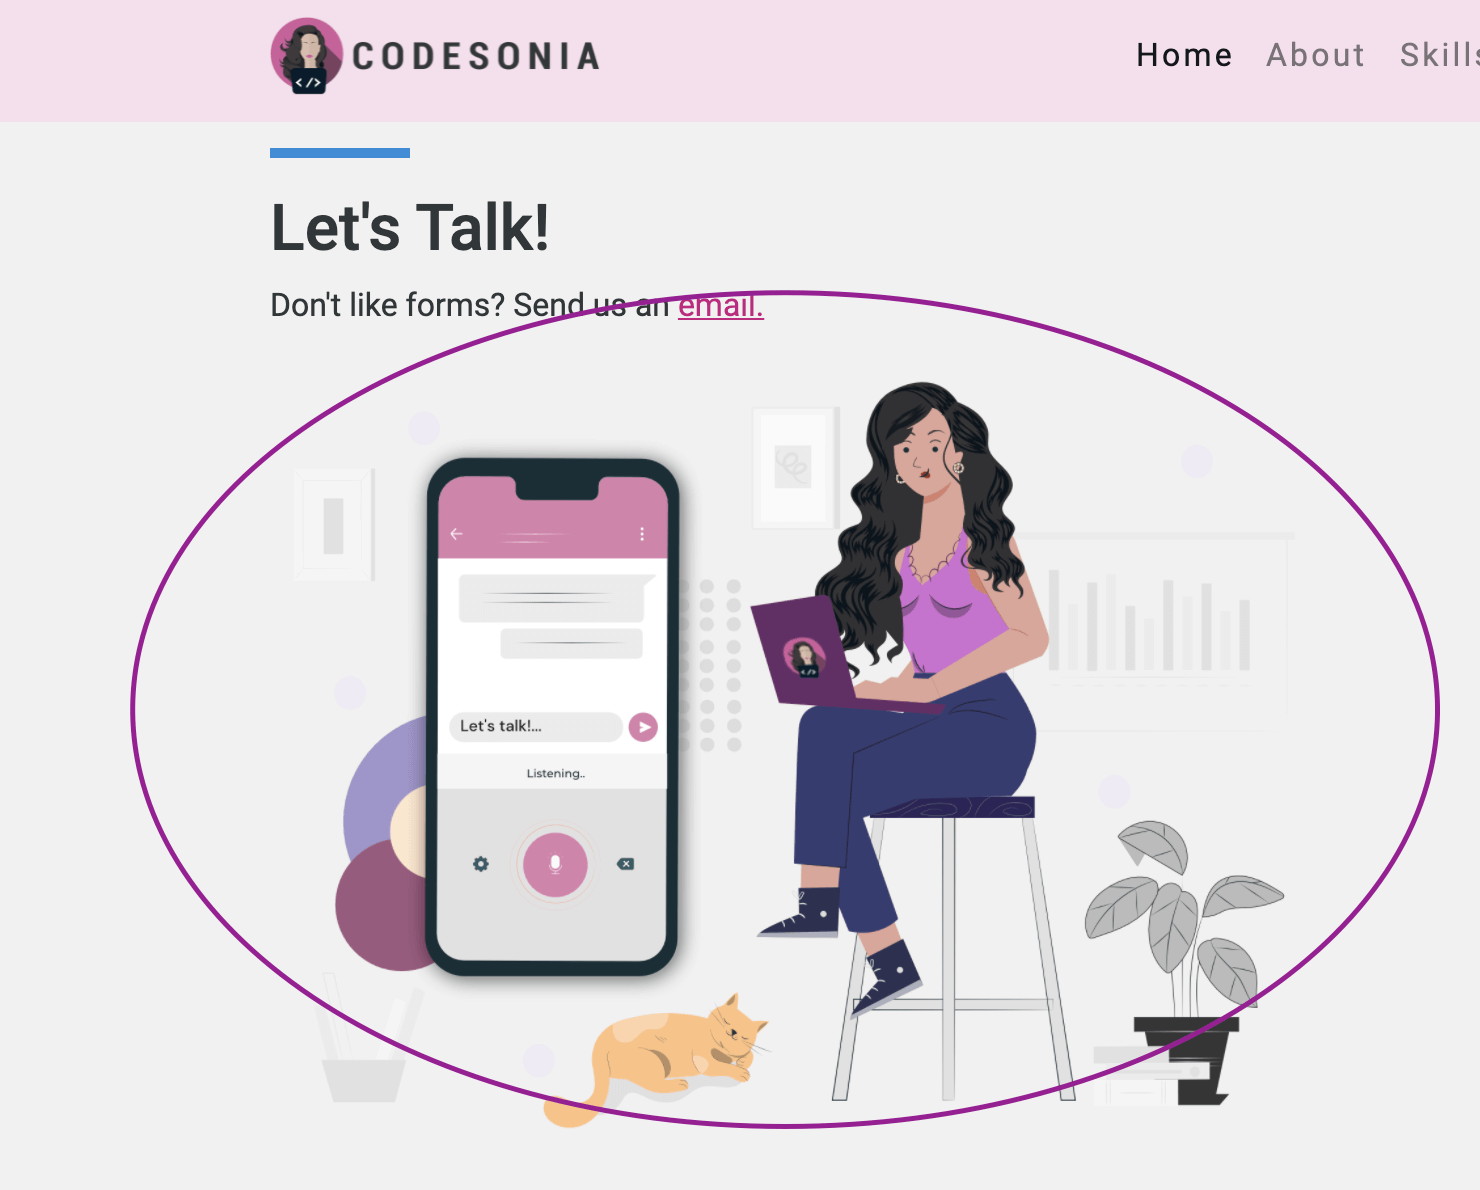 </> CODESONIA
Home About Skills
Let's Talk!
Don't like forms? Send us an email.
Let's talk!...
Listening..